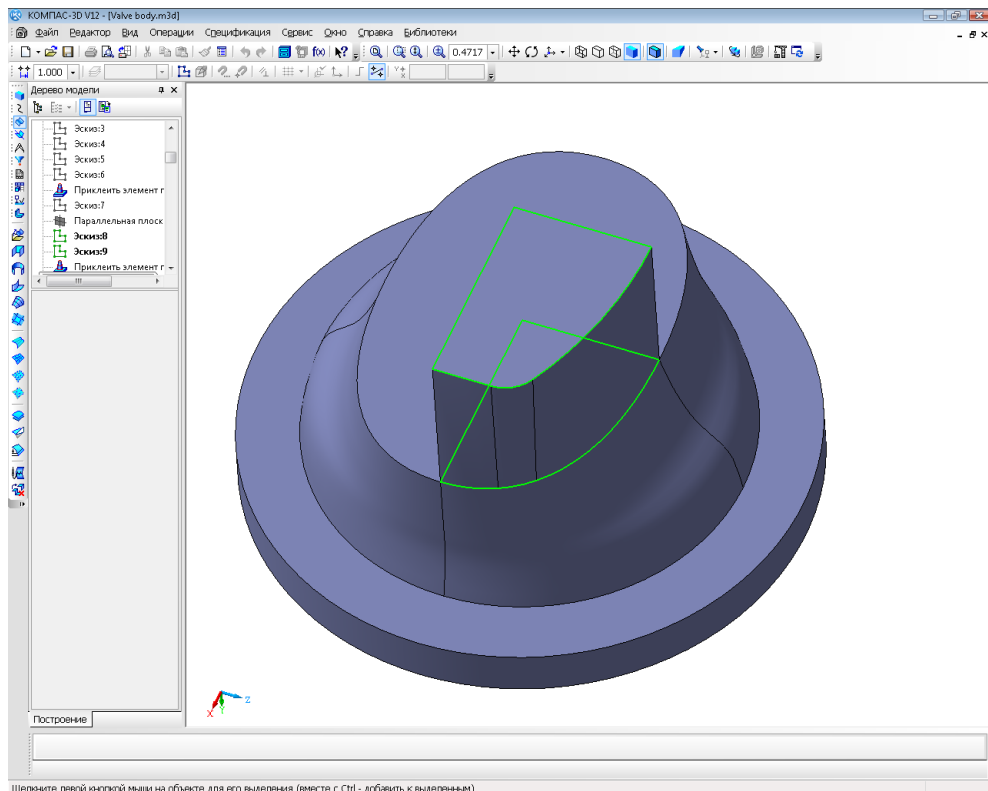 КОМПАС-3D V12 - [Valve body.m3d]
Файл Редактор Вид Операции Спецификация Сервис Окно Справка Библиотеки
f(x) 0.4717
1.000
Дерево модели
Эскиз:3
Эскиз:4
Эскиз:5
Эскиз:6
Приклеить элемент г
Эскиз:7
Параллельная плоск
Эскиз:8
Эскиз:9
Приклеить элемент г
Z
X
Y
Построение
Щелкните левой кнопкой мыши на объекте для его выделения (вместе с Ctrl - добавить к выделенным)